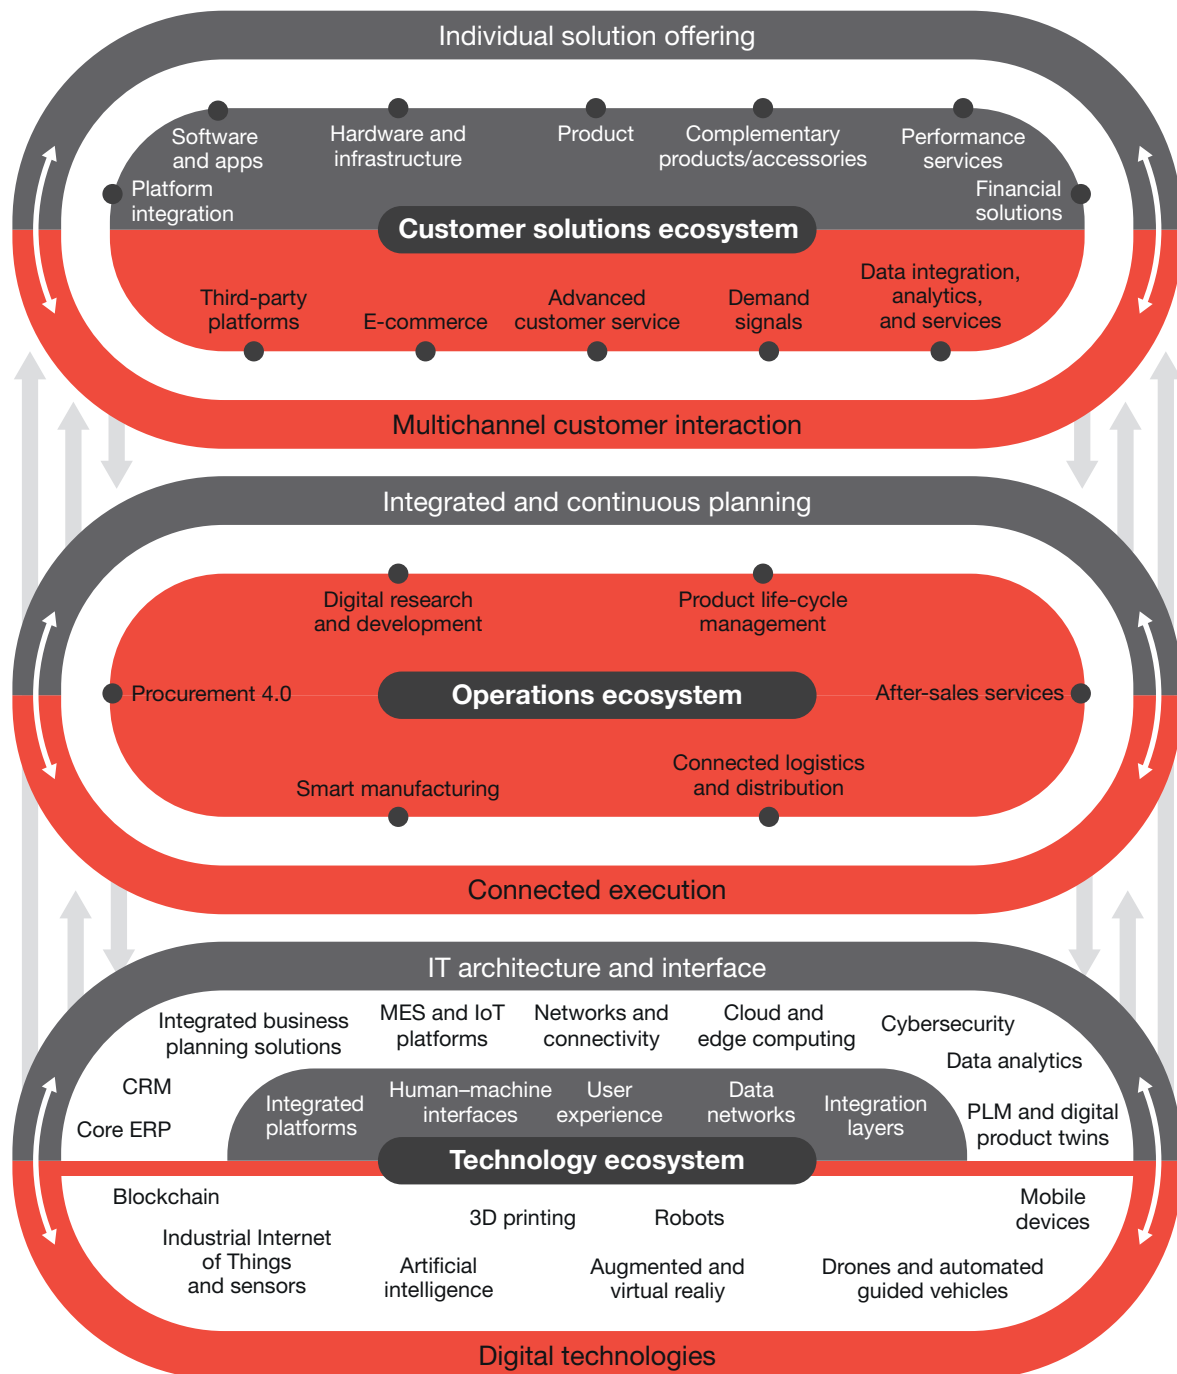 Individual solution offering
Software
and apps
Hardware and
infrastructure
Product
Complementary
products/accessories
Performance
services
Platform
integration
Financial
solutions
Customer solutions ecosystem
Third-party
platforms
E-commerce
Advanced
customer service
Demand
signals
Data integration,
analytics,
and services
Multichannel customer interaction
Integrated and continuous planning
Digital research
and development
Product life-cycle
management
Procurement 4.0
Operations ecosystem
After-sales services
Smart manufacturing
Connected logistics
and distribution
Connected execution
IT architecture and interface
Integrated business
planning solutions
MES and IoT
platforms
Networks and
connectivity
Cloud and
edge computing
Cybersecurity
Data analytics
CRM
Core ERP
Integrated
platforms
Human–machine
interfaces
User
experience
Data
networks
Integration
layers
PLM and digital
product twins
Technology ecosystem
Blockchain
3D printing
Robots
Mobile
devices
Industrial Internet
of Things
and sensors
Artificial
intelligence
Augmented and
virtual realiy
Drones and automated
guided vehicles
Digital technologies